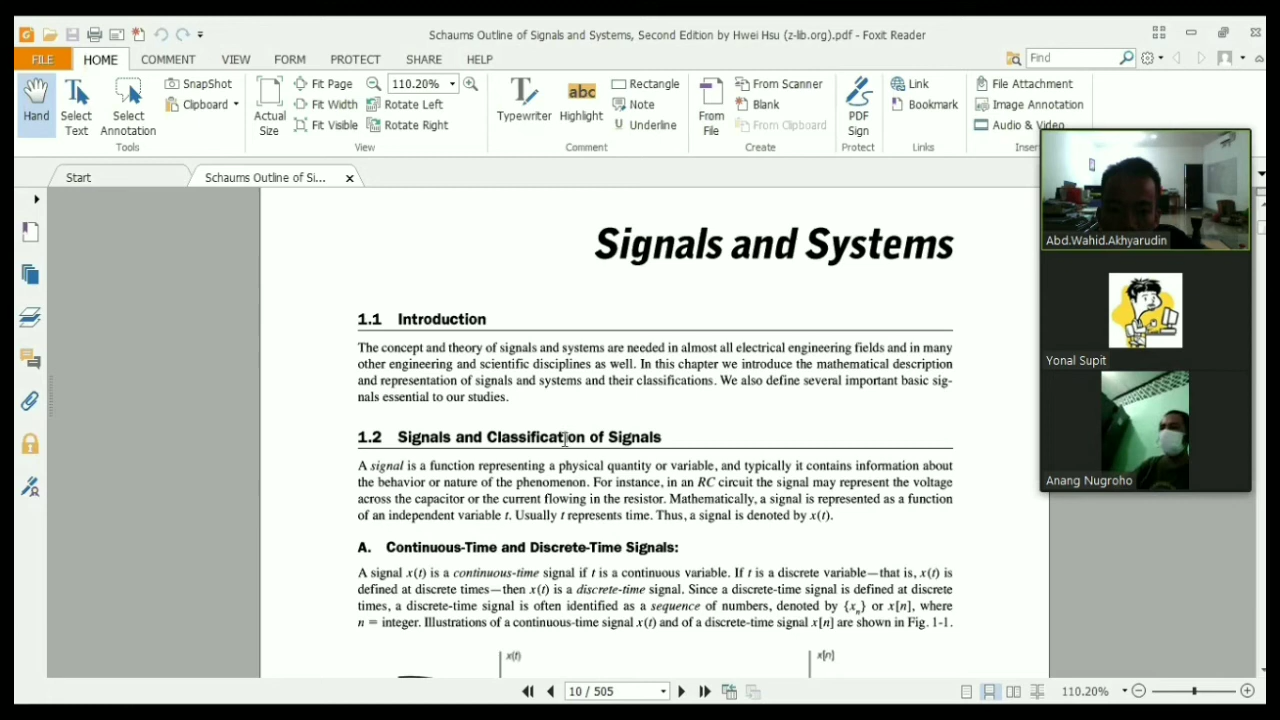 Schaums Outline of Signals and Systems, Second Edition by Hwei Hsu (z-lib.org).pdf - Foxit Reader
FILE HOME COMMENT VIEW FORM PROTECT SHARE HELP
Find
Hand
Select Text
Select Annotation
SnapShot
Clipboard
Tools
Actual Size
Fit Page
Fit Width
Fit Visible
110.20%
Rotate Left
Rotate Right
View
Typewriter
abc
Highlight
Rectangle
Note
Underline
Comment
From File
From Scanner
Blank
From Clipboard
Create
PDF Sign
Protect
Link
Bookmark
Links
File Attachment
Image Annotation
Audio & Video
Start
Schaums Outline of Si...
Signals and Systems
1.1 Introduction
The concept and theory of signals and systems are needed in almost all electrical engineering fields and in many
other engineering and scientific disciplines as well. In this chapter we introduce the mathematical description
and representation of signals and systems and their classifications. We also define several important basic sig-
nals essential to our studies.
1.2 Signals and Classification of Signals
A signal is a function representing a physical quantity or variable, and typically it contains information about
the behavior or nature of the phenomenon. For instance, in an RC circuit the signal may represent the voltage
across the capacitor or the current flowing in the resistor. Mathematically, a signal is represented as a function
of an independent variable t. Usually t represents time. Thus, a signal is denoted by x(t).
A. Continuous-Time and Discrete-Time Signals:
A signal x(t) is a continuous-time signal if t is a continuous variable. If t is a discrete variable—that is, x(t) is
defined at discrete times—then x(t) is a discrete-time signal. Since a discrete-time signal is defined at discrete
times, a discrete-time signal is often identified as a sequence of numbers, denoted by {xn} or x[n], where
n = integer. Illustrations of a continuous-time signal x(t) and of a discrete-time signal x[n] are shown in Fig. 1-1.
x(t)
x[n]
Abd.Wahid.Akhyarudin
Yonal Supit
Anang Nugroho
10 / 505
110.20%